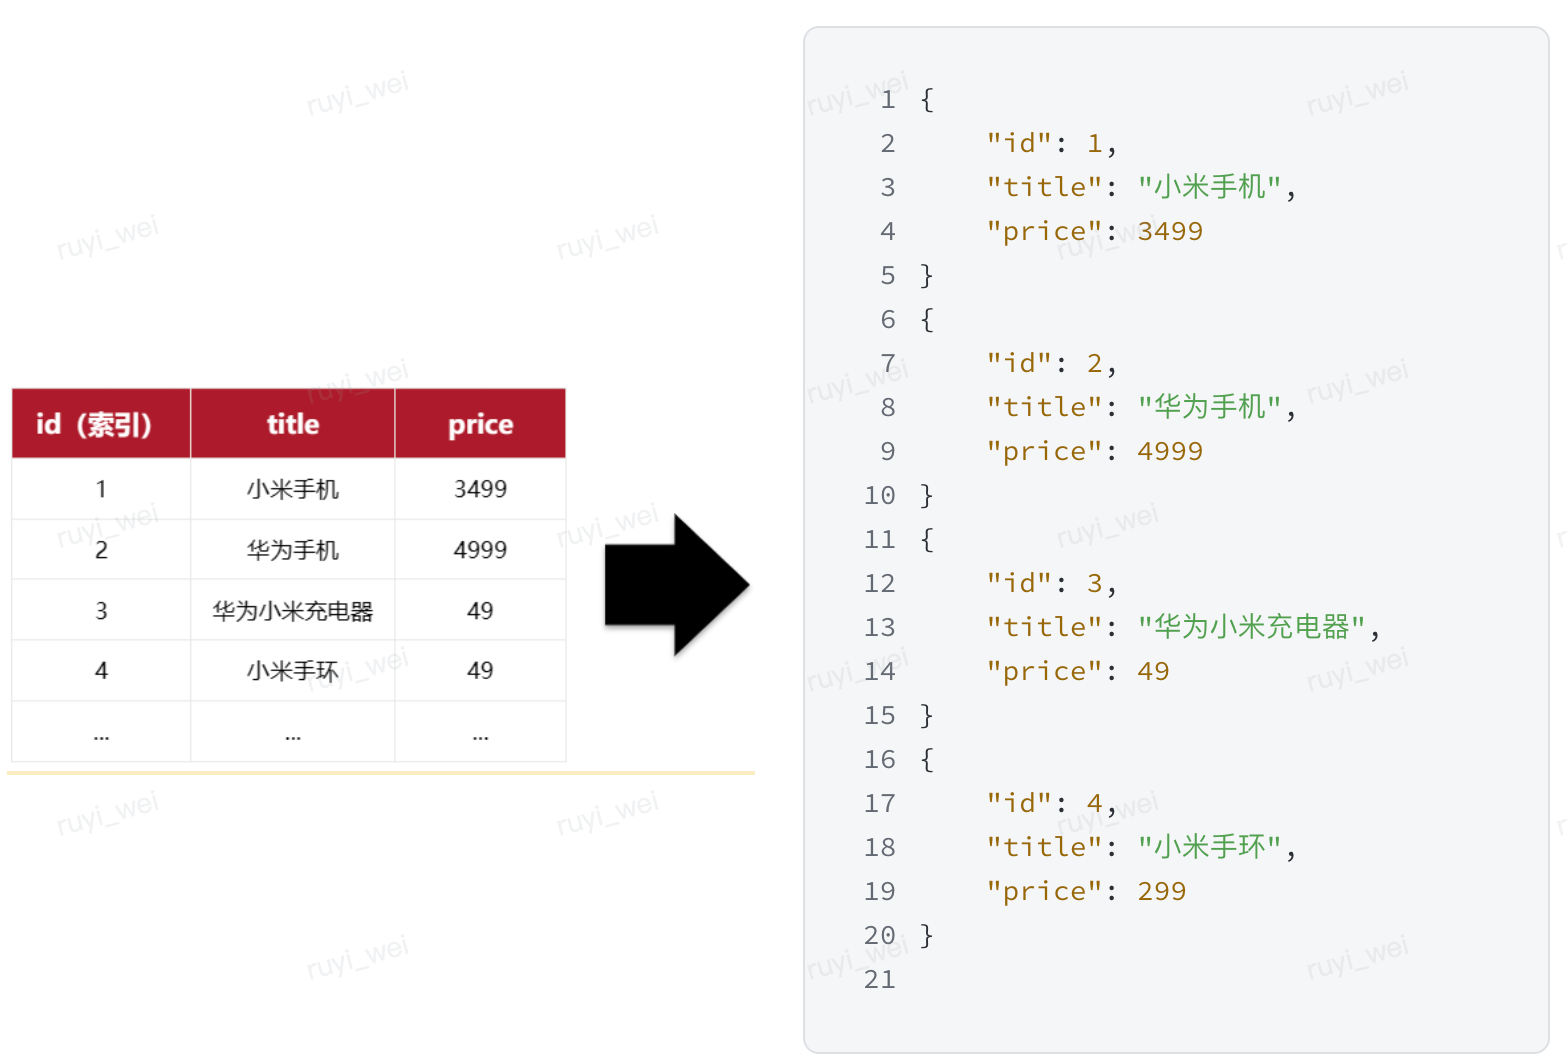 id（索引） title price
1 小米手机 3499
2 华为手机 4999
3 华为小米充电器 49
4 小米手环 49
... ... ...
1 {
2 "id": 1,
3 "title": "小米手机",
4 "price": 3499
5 }
6 {
7 "id": 2,
8 "title": "华为手机",
9 "price": 4999
10 }
11 {
12 "id": 3,
13 "title": "华为小米充电器",
14 "price": 49
15 }
16 {
17 "id": 4,
18 "title": "小米手环",
19 "price": 299
20 }
21
ruyi_wei